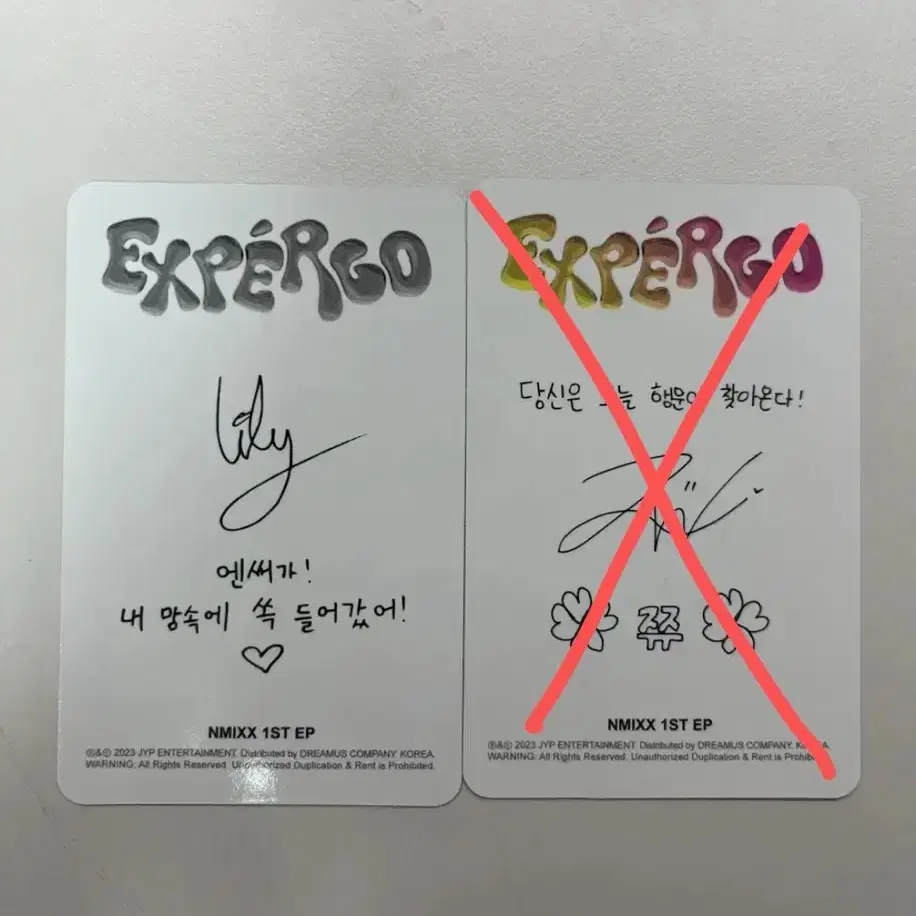 EXPÉRGO
lily
엔써가!
내 맘속에 쏙 들어갔어!
NMIXX 1ST EP
℗&© 2023 JYP ENTERTAINMENT. Distributed by DREAMUS COMPANY. KOREA.
WARNING: All Rights Reserved. Unauthorized Duplication & Rent is Prohibited.
EXPÉRGO
당신은 오늘 행운이 찾아온다!
쮸
NMIXX 1ST EP
℗&© 2023 JYP ENTERTAINMENT. Distributed by DREAMUS COMPANY. KOREA.
WARNING: All Rights Reserved. Unauthorized Duplication & Rent is Prohibited.